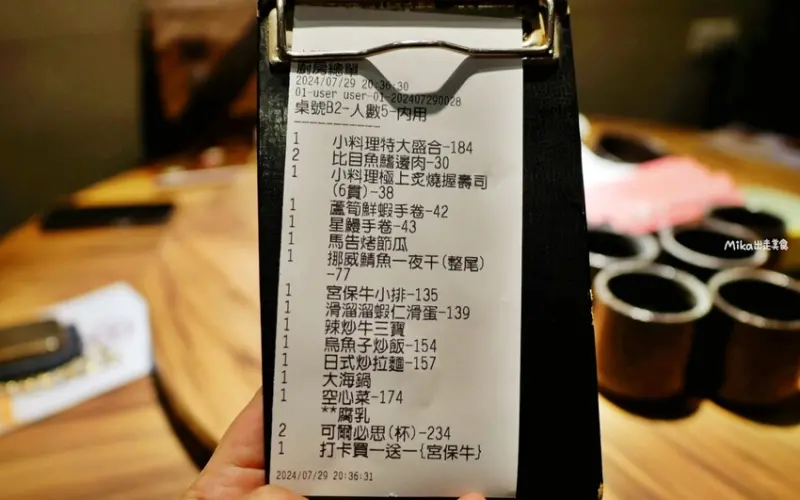 廚房總單
2024/07/29 20:36:30
01-user user-01-202407290028
桌號B2-人數5-內用
1 小料理特大盛合-184
2 比目魚鰭邊肉-30
1 小料理極上炙燒握壽司
(6貫)-38
1 蘆筍鮮蝦手卷-42
1 星鰻手卷-43
1 馬告烤節瓜
1 挪威鯖魚一夜干(整尾)
-77
1 宮保牛小排-135
1 滑溜溜蝦仁滑蛋-139
1 辣炒牛三寶
1 烏魚子炒飯-154
1 日式炒拉麵-157
1 大海鍋
1 空心菜-174
**腐乳
2 可爾必思(杯)-234
1 打卡買一送一{宮保牛}
2024/07/29 20:36:31
Mika出走美食